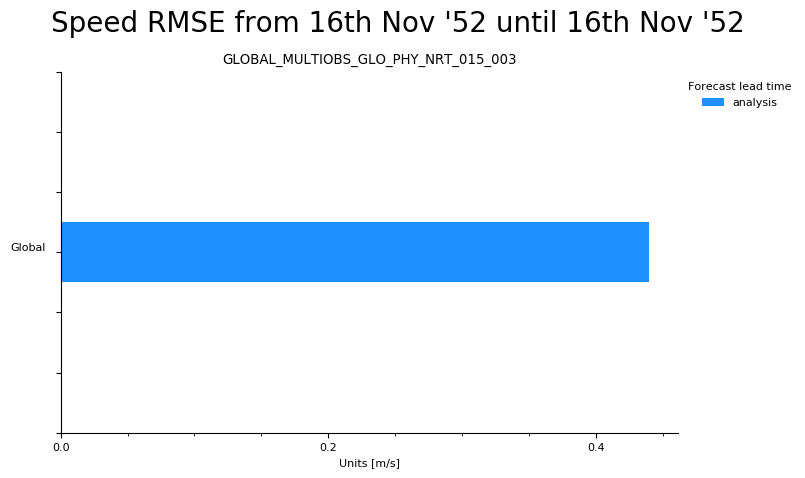 Speed RMSE from 16th Nov '52 until 16th Nov '52
GLOBAL_MULTIOBS_GLO_PHY_NRT_015_003
Forecast lead time
analysis
Global
0.0 0.2 0.4
Units [m/s]